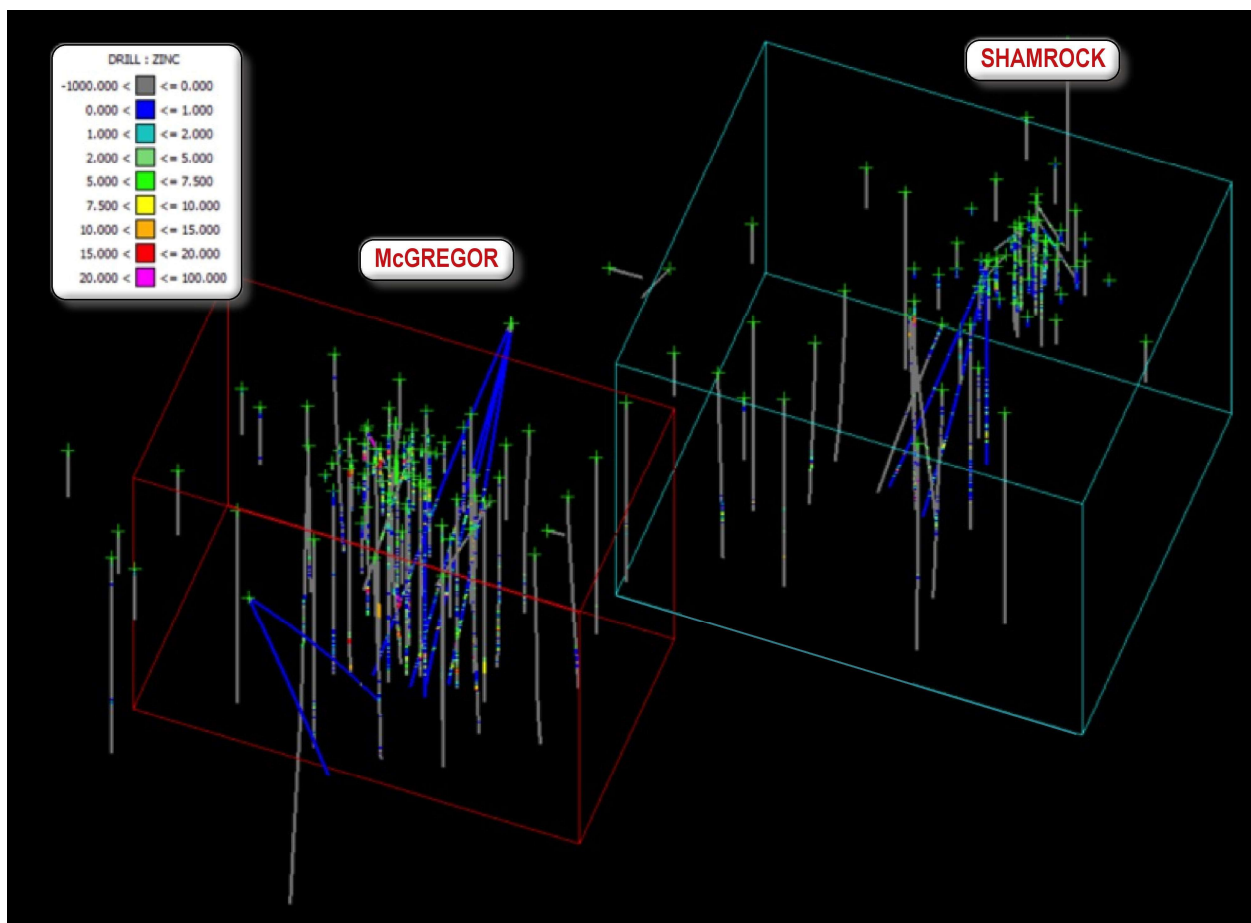 DRILL : ZINC
-1000.000 < <= 0.000
0.000 < <= 1.000
1.000 < <= 2.000
2.000 < <= 5.000
5.000 < <= 7.500
7.500 < <= 10.000
10.000 < <= 15.000
15.000 < <= 20.000
20.000 < <= 100.000
McGREGOR
SHAMROCK